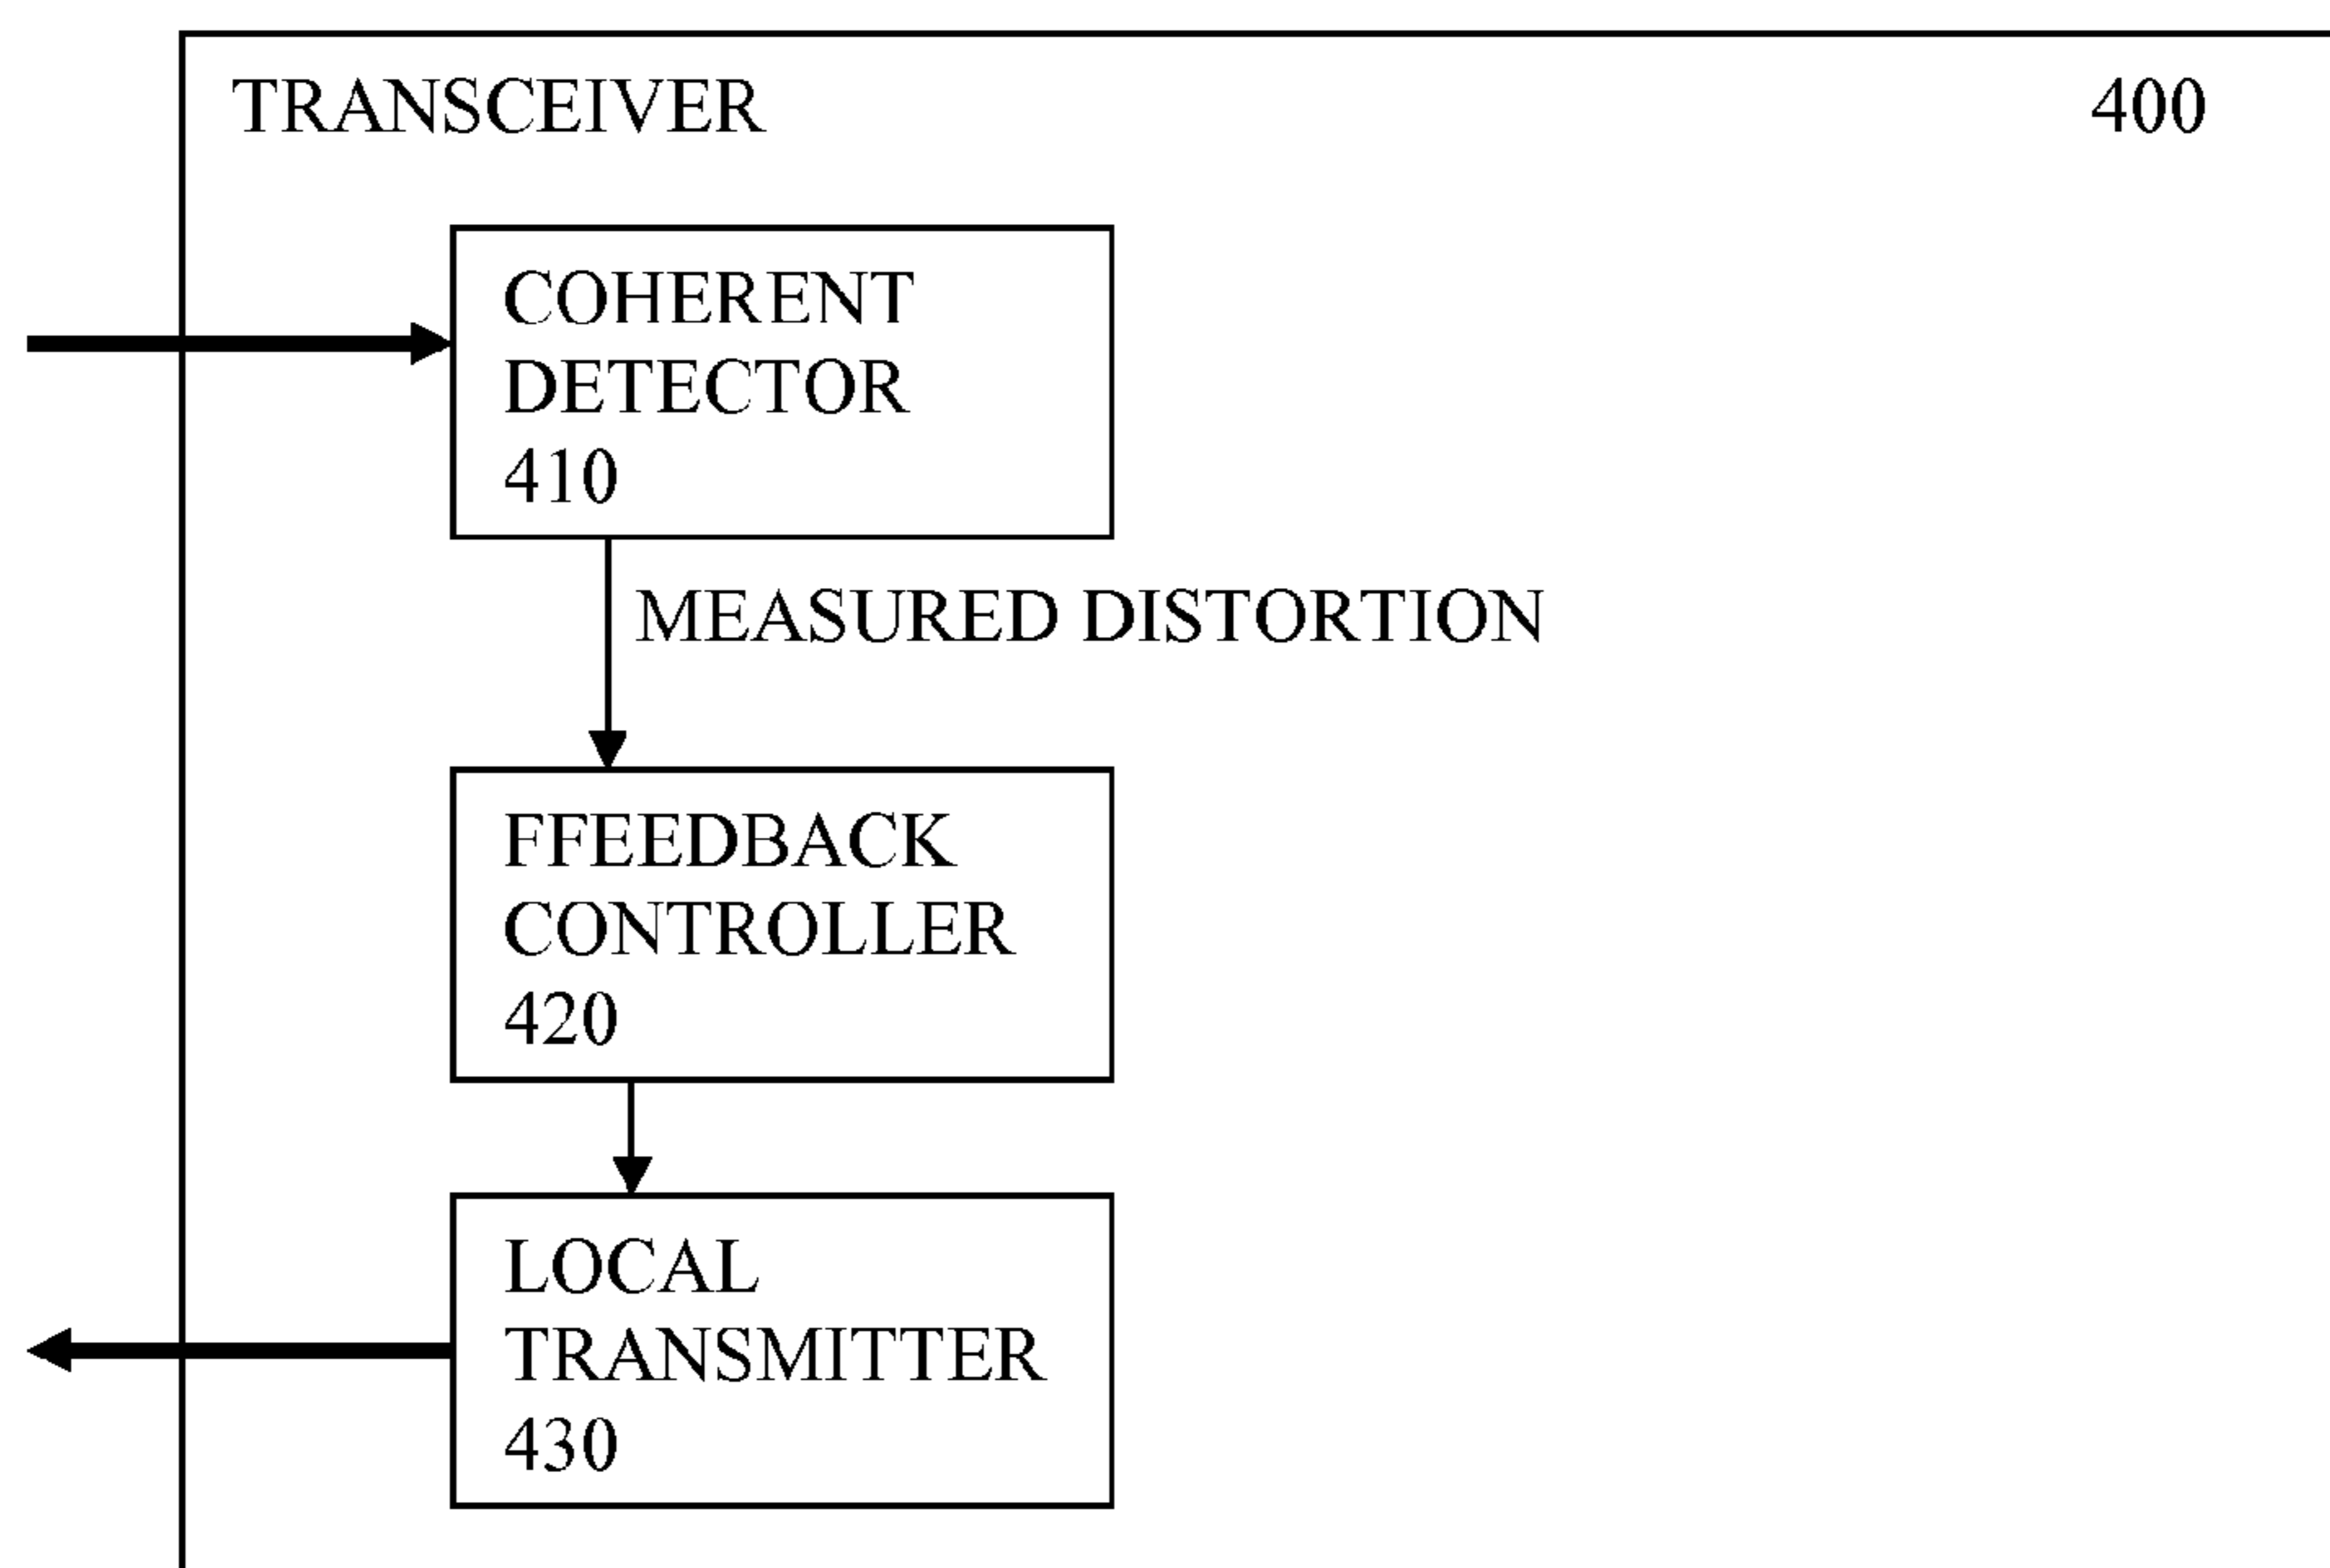 TRANSCEIVER 400
COHERENT
DETECTOR
410
MEASURED DISTORTION
FFEEDBACK
CONTROLLER
420
LOCAL
TRANSMITTER
430